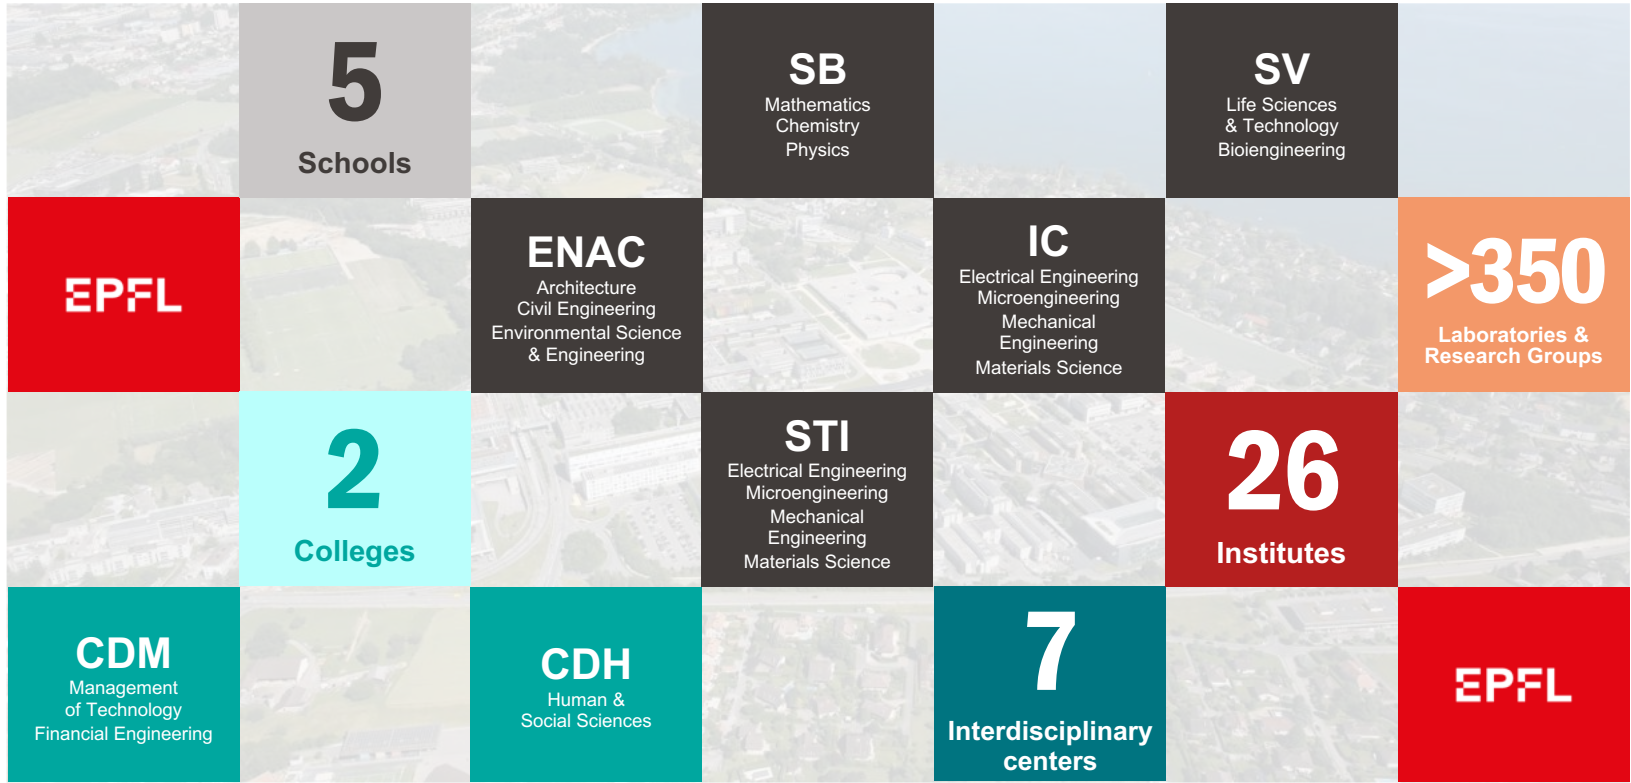 5
Schools
SB
Mathematics
Chemistry
Physics
SV
Life Sciences
& Technology
Bioiengineering
EPFL
ENAC
Architecture
Civil Engineering
Environmental Science
& Engineering
IC
Electrical Engineering
Microengineering
Mechanical
Engineering
Materials Science
>350
Laboratories &
Research Groups
2
Colleges
STI
Electrical Engineering
Microengineering
Mechanical
Engineering
Materials Science
26
Institutes
CDM
Management
of Technology
Financial Engineering
CDH
Human &
Social Sciences
7
Interdisciplinary
centers
EPFL